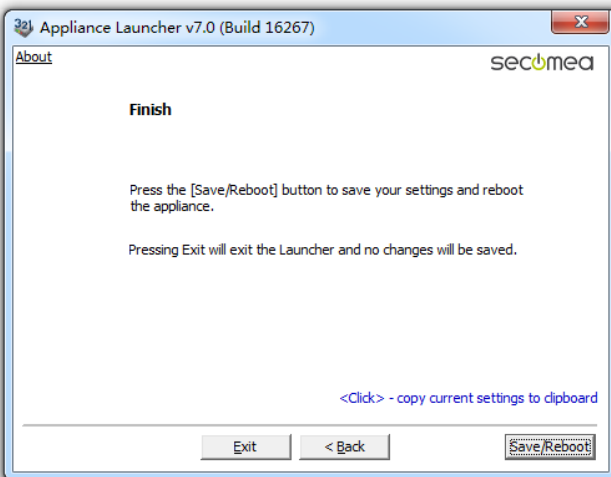 Appliance Launcher v7.0 (Build 16267)
About
secomea
Finish
Press the [Save/Reboot] button to save your settings and reboot
the appliance.
Pressing Exit will exit the Launcher and no changes will be saved.
<Click> - copy current settings to clipboard
Exit
< Back
Save/Reboot